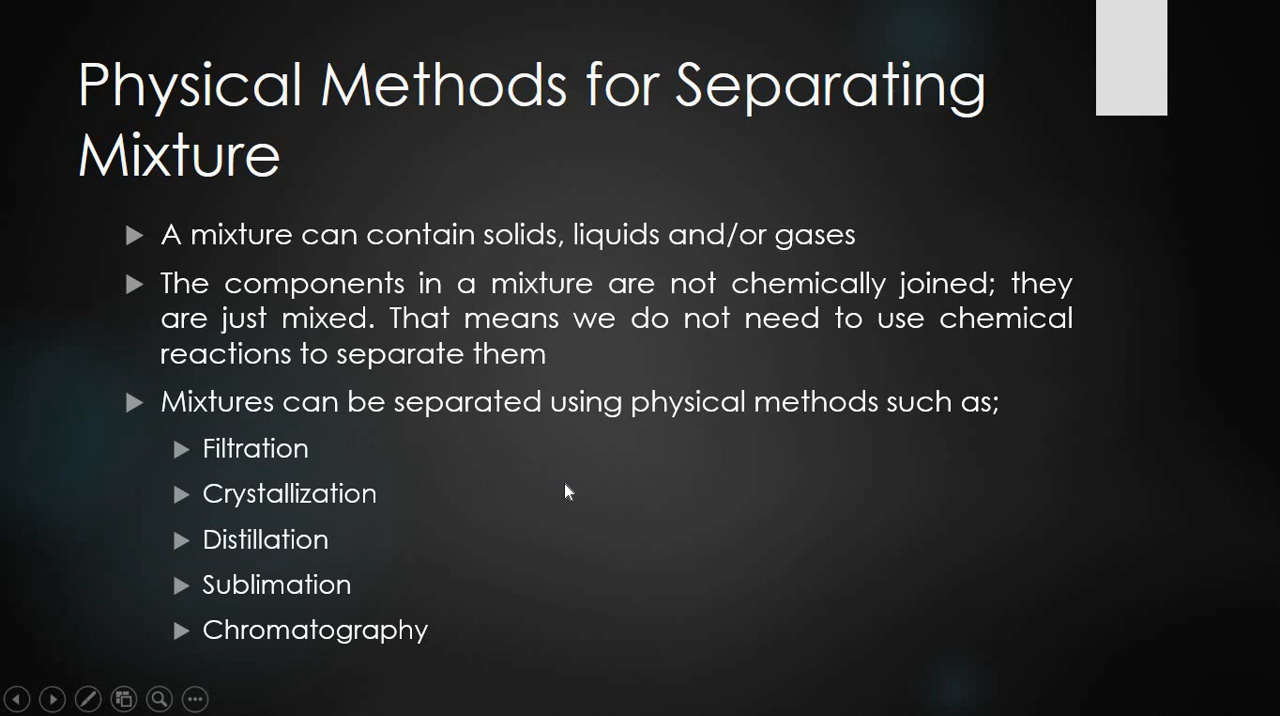 Physical Methods for Separating
Mixture
A mixture can contain solids, liquids and/or gases
The components in a mixture are not chemically joined; they
are just mixed. That means we do not need to use chemical
reactions to separate them
Mixtures can be separated using physical methods such as;
Filtration
Crystallization
Distillation
Sublimation
Chromatography